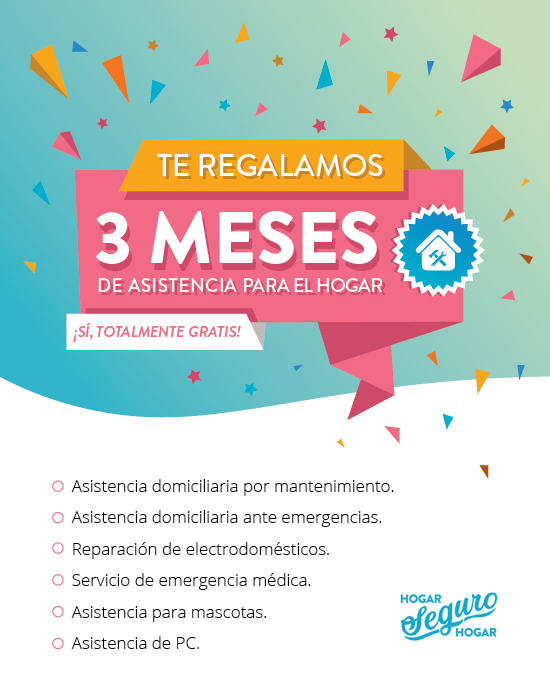 TE REGALAMOS
3 MESES
DE ASISTENCIA PARA EL HOGAR
¡SÍ, TOTALMENTE GRATIS!
Asistencia domiciliaria por mantenimiento.
Asistencia domiciliaria ante emergencias.
Reparación de electrodomésticos.
Servicio de emergencia médica.
Asistencia para mascotas.
Asistencia de PC.
HOGAR
Seguro
HOGAR